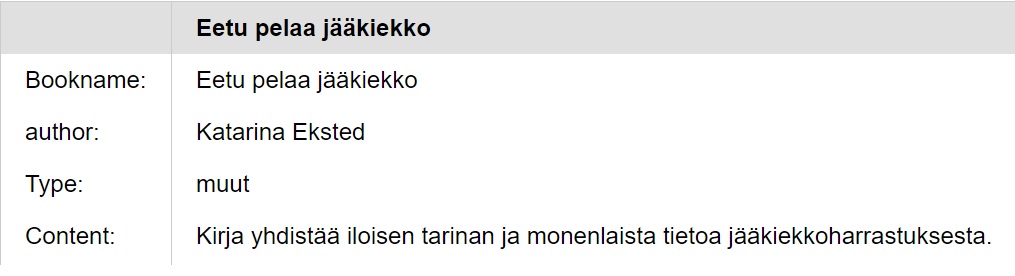 Eetu pelaa jääkiekko
Bookname: Eetu pelaa jääkiekko
author: Katarina Eksted
Type: muut
Content: Kirja yhdistää iloisen tarinan ja monenlaista tietoa jääkiekkoharrastuksesta.